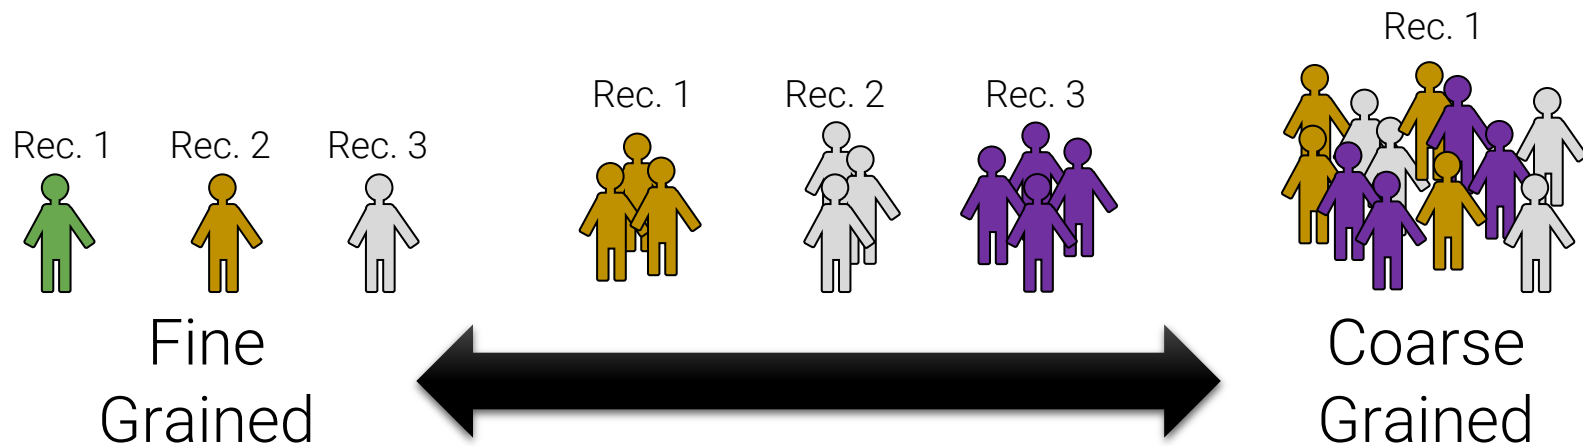 Rec. 1
Rec. 2
Rec. 3
Rec. 1
Rec. 2
Rec. 3
Rec. 1
Fine
Grained
Coarse
Grained